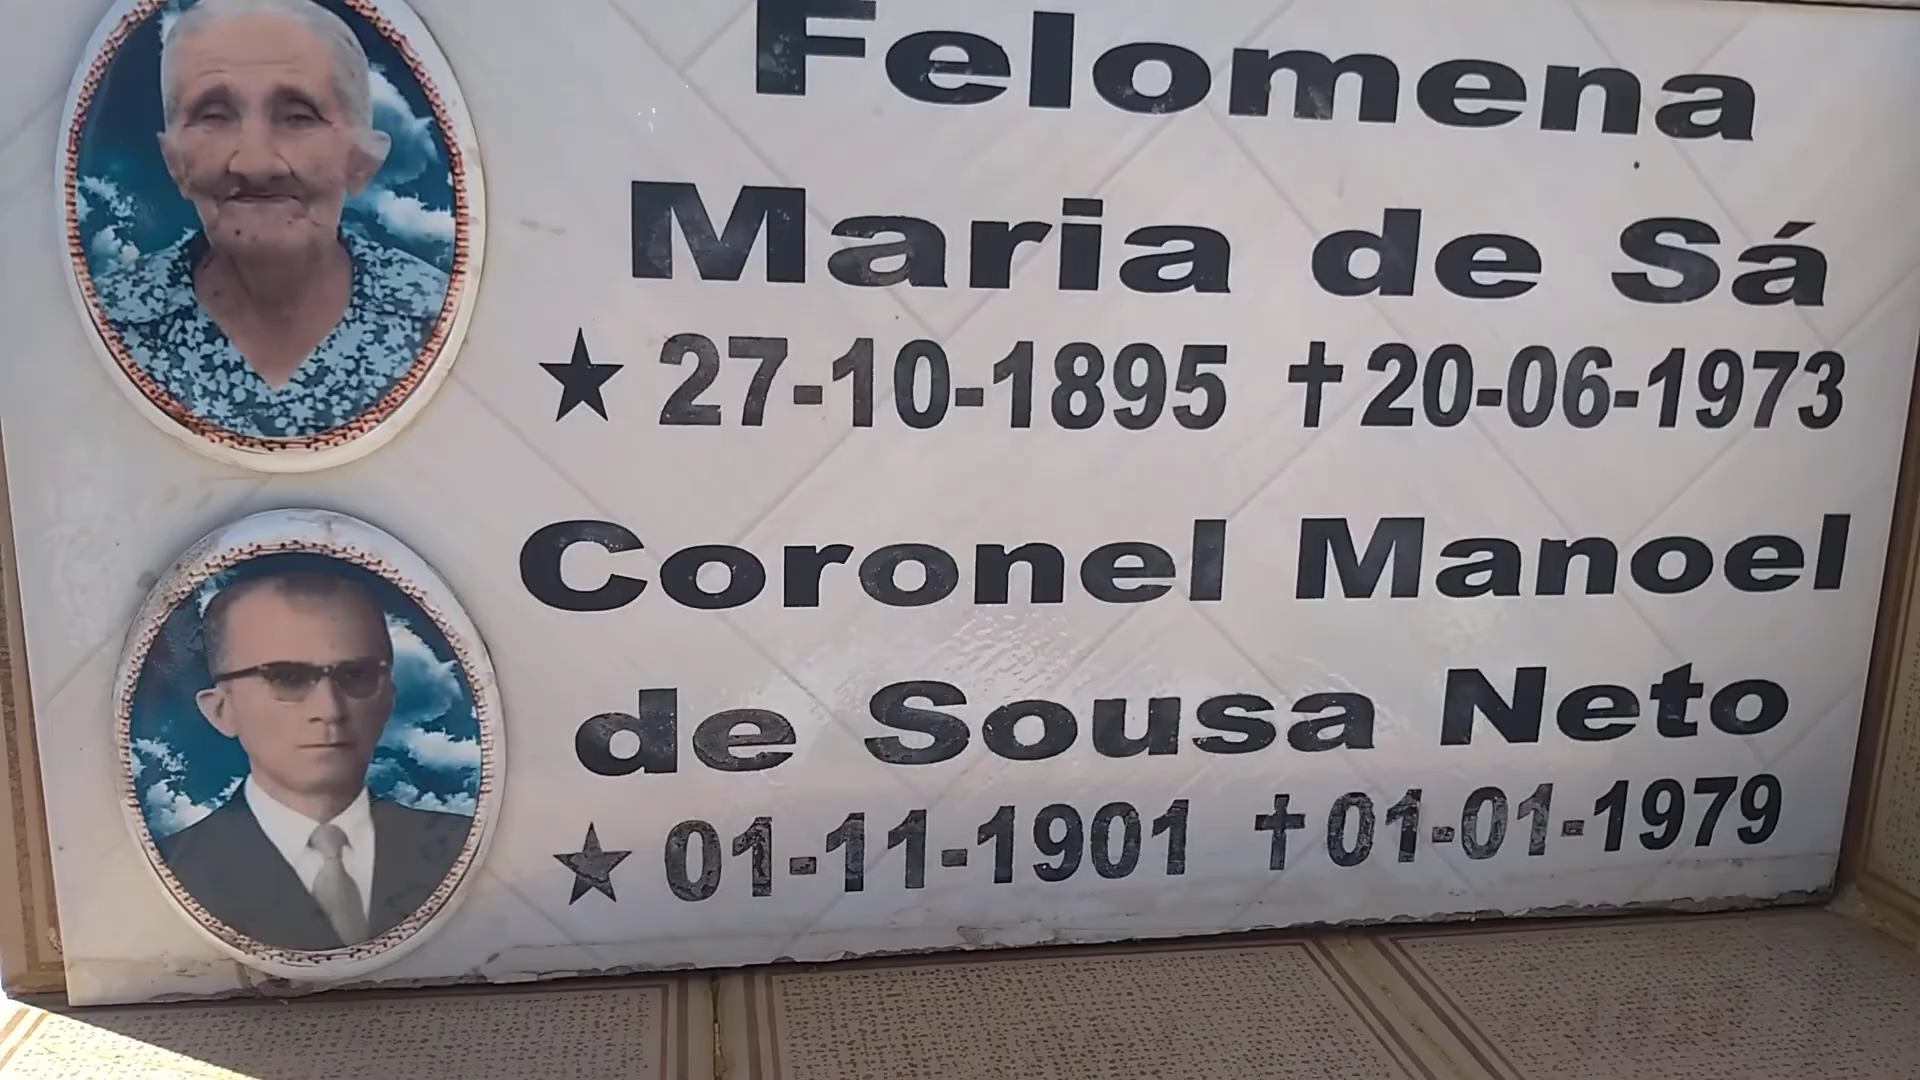 Felomena
Maria de Sá
★ 27-10-1895 †20-06-1973
Coronel Manoel
de Sousa Neto
★ 01-11-1901 †01-01-1979